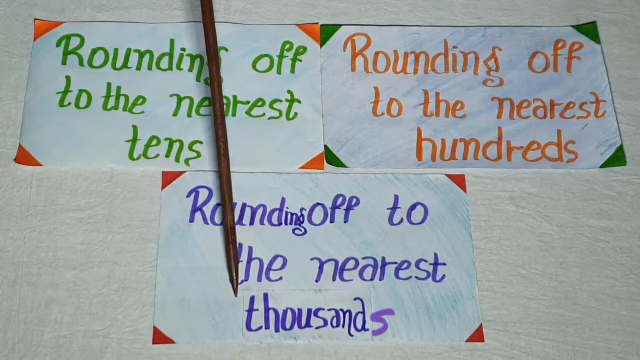 Rounding off
to the nearest
tens
Rounding off
to the nearest
hundreds
Rounding off to
the nearest
thousands